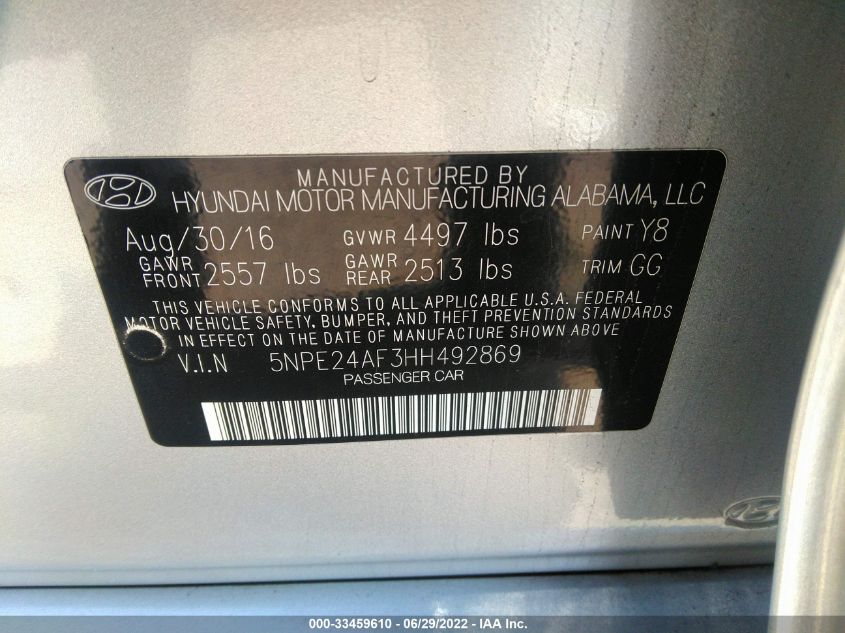 MANUFACTURED BY
HYUNDAI MOTOR MANUFACTURING ALABAMA, LLC
Aug/30/16 GVWR 4497 lbs PAINT Y8
GAWR FRONT 2557 lbs GAWR REAR 2513 lbs TRIM GG
THIS VEHICLE CONFORMS TO ALL APPLICABLE U.S.A. FEDERAL
MOTOR VEHICLE SAFETY, BUMPER, AND THEFT PREVENTION STANDARDS
IN EFFECT ON THE DATE OF MANUFACTURE SHOWN ABOVE
V.I.N 5NPE24AF3HH492869
PASSENGER CAR
000-33459610 - 06/29/2022 - IAA Inc.